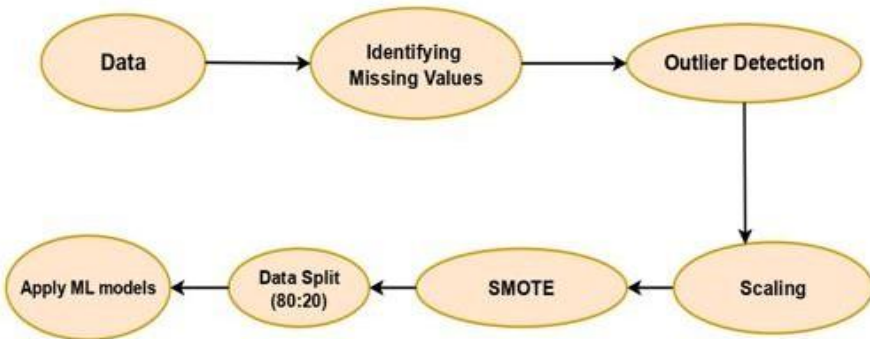 Data
Identifying
Missing Values
Outlier Detection
Scaling
SMOTE
Data Split
(80:20)
Apply ML models